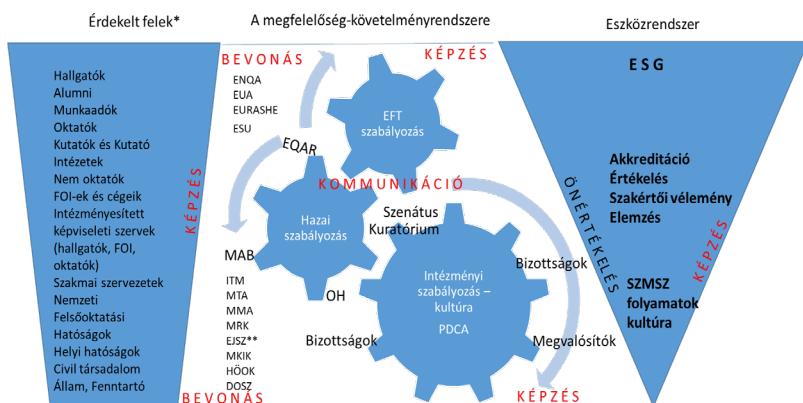 Érdekelt felek*
A megfelelőség-követelményrendszere
Eszközrendszer
Hallgatók
Alumni
Munkaadók
Oktatók
Kutatók és Kutató
Intézetek
Nem oktatók
FOI-ek és cégeik
Intézményesített
képviseleti szervek
(hallgatók, FOI,
oktatók)
Szakmai szervezetek
Nemzeti
Felsőoktatási
Hatóságok
Helyi hatóságok
Civil társadalom
Állam, Fenntartó
KÉPZÉS
BEVONÁS
KÉPZÉS
ENQA
EUA
EURASHE
ESU
EQAR
EFT
szabályozás
KOMMUNIKÁCIÓ
Hazai
szabályozás
Szenátus
Kuratórium
MAB
ITM
MTA
MMA
MRK
EJSZ**
MKIK
HÖOK
DOSZ
OH
Intézményi
szabályozás –
kultúra
PDCA
Bizottságok
Bizottságok
Megvalósítók
BEVONÁS
KÉPZÉS
E S G
ÖNÉRTÉKELÉS
Akkreditáció
Értékelés
Szakértői vélemény
Elemzés
SZMSZ
folyamatok
kultúra
KÉPZÉS